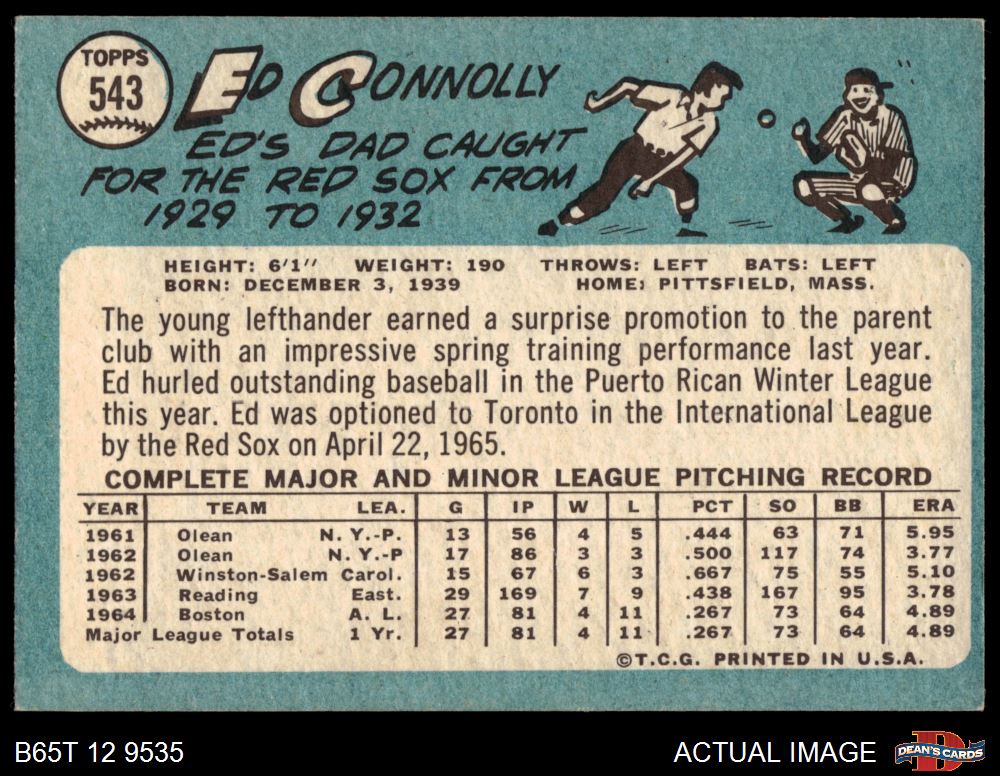 TOPPS
543
ED CONNOLLY
ED'S DAD CAUGHT
FOR THE RED SOX FROM
1929 TO 1932
HEIGHT: 6'1" WEIGHT: 190 THROWS: LEFT BATS: LEFT
BORN: DECEMBER 3, 1939 HOME: PITTSFIELD, MASS.
The young lefthander earned a surprise promotion to the parent
club with an impressive spring training performance last year.
Ed hurled outstanding baseball in the Puerto Rican Winter League
this year. Ed was optioned to Toronto in the International League
by the Red Sox on April 22, 1965.
COMPLETE MAJOR AND MINOR LEAGUE PITCHING RECORD
YEAR TEAM LEA. G IP W L PCT SO BB ERA
1961 Olean N. Y.-P. 13 56 4 5 .444 63 71 5.95
1962 Olean N. Y.-P 17 86 3 3 .500 117 74 3.77
1962 Winston-Salem Carol. 15 67 6 3 .667 75 55 5.10
1963 Reading East. 29 169 7 9 .438 167 95 3.78
1964 Boston A. L. 27 81 4 11 .267 73 64 4.89
Major League Totals 1 Yr. 27 81 4 11 .267 73 64 4.89
©T.C.G. PRINTED IN U.S.A.
B65T 12 9535 ACTUAL IMAGE DEAN'S CARDS